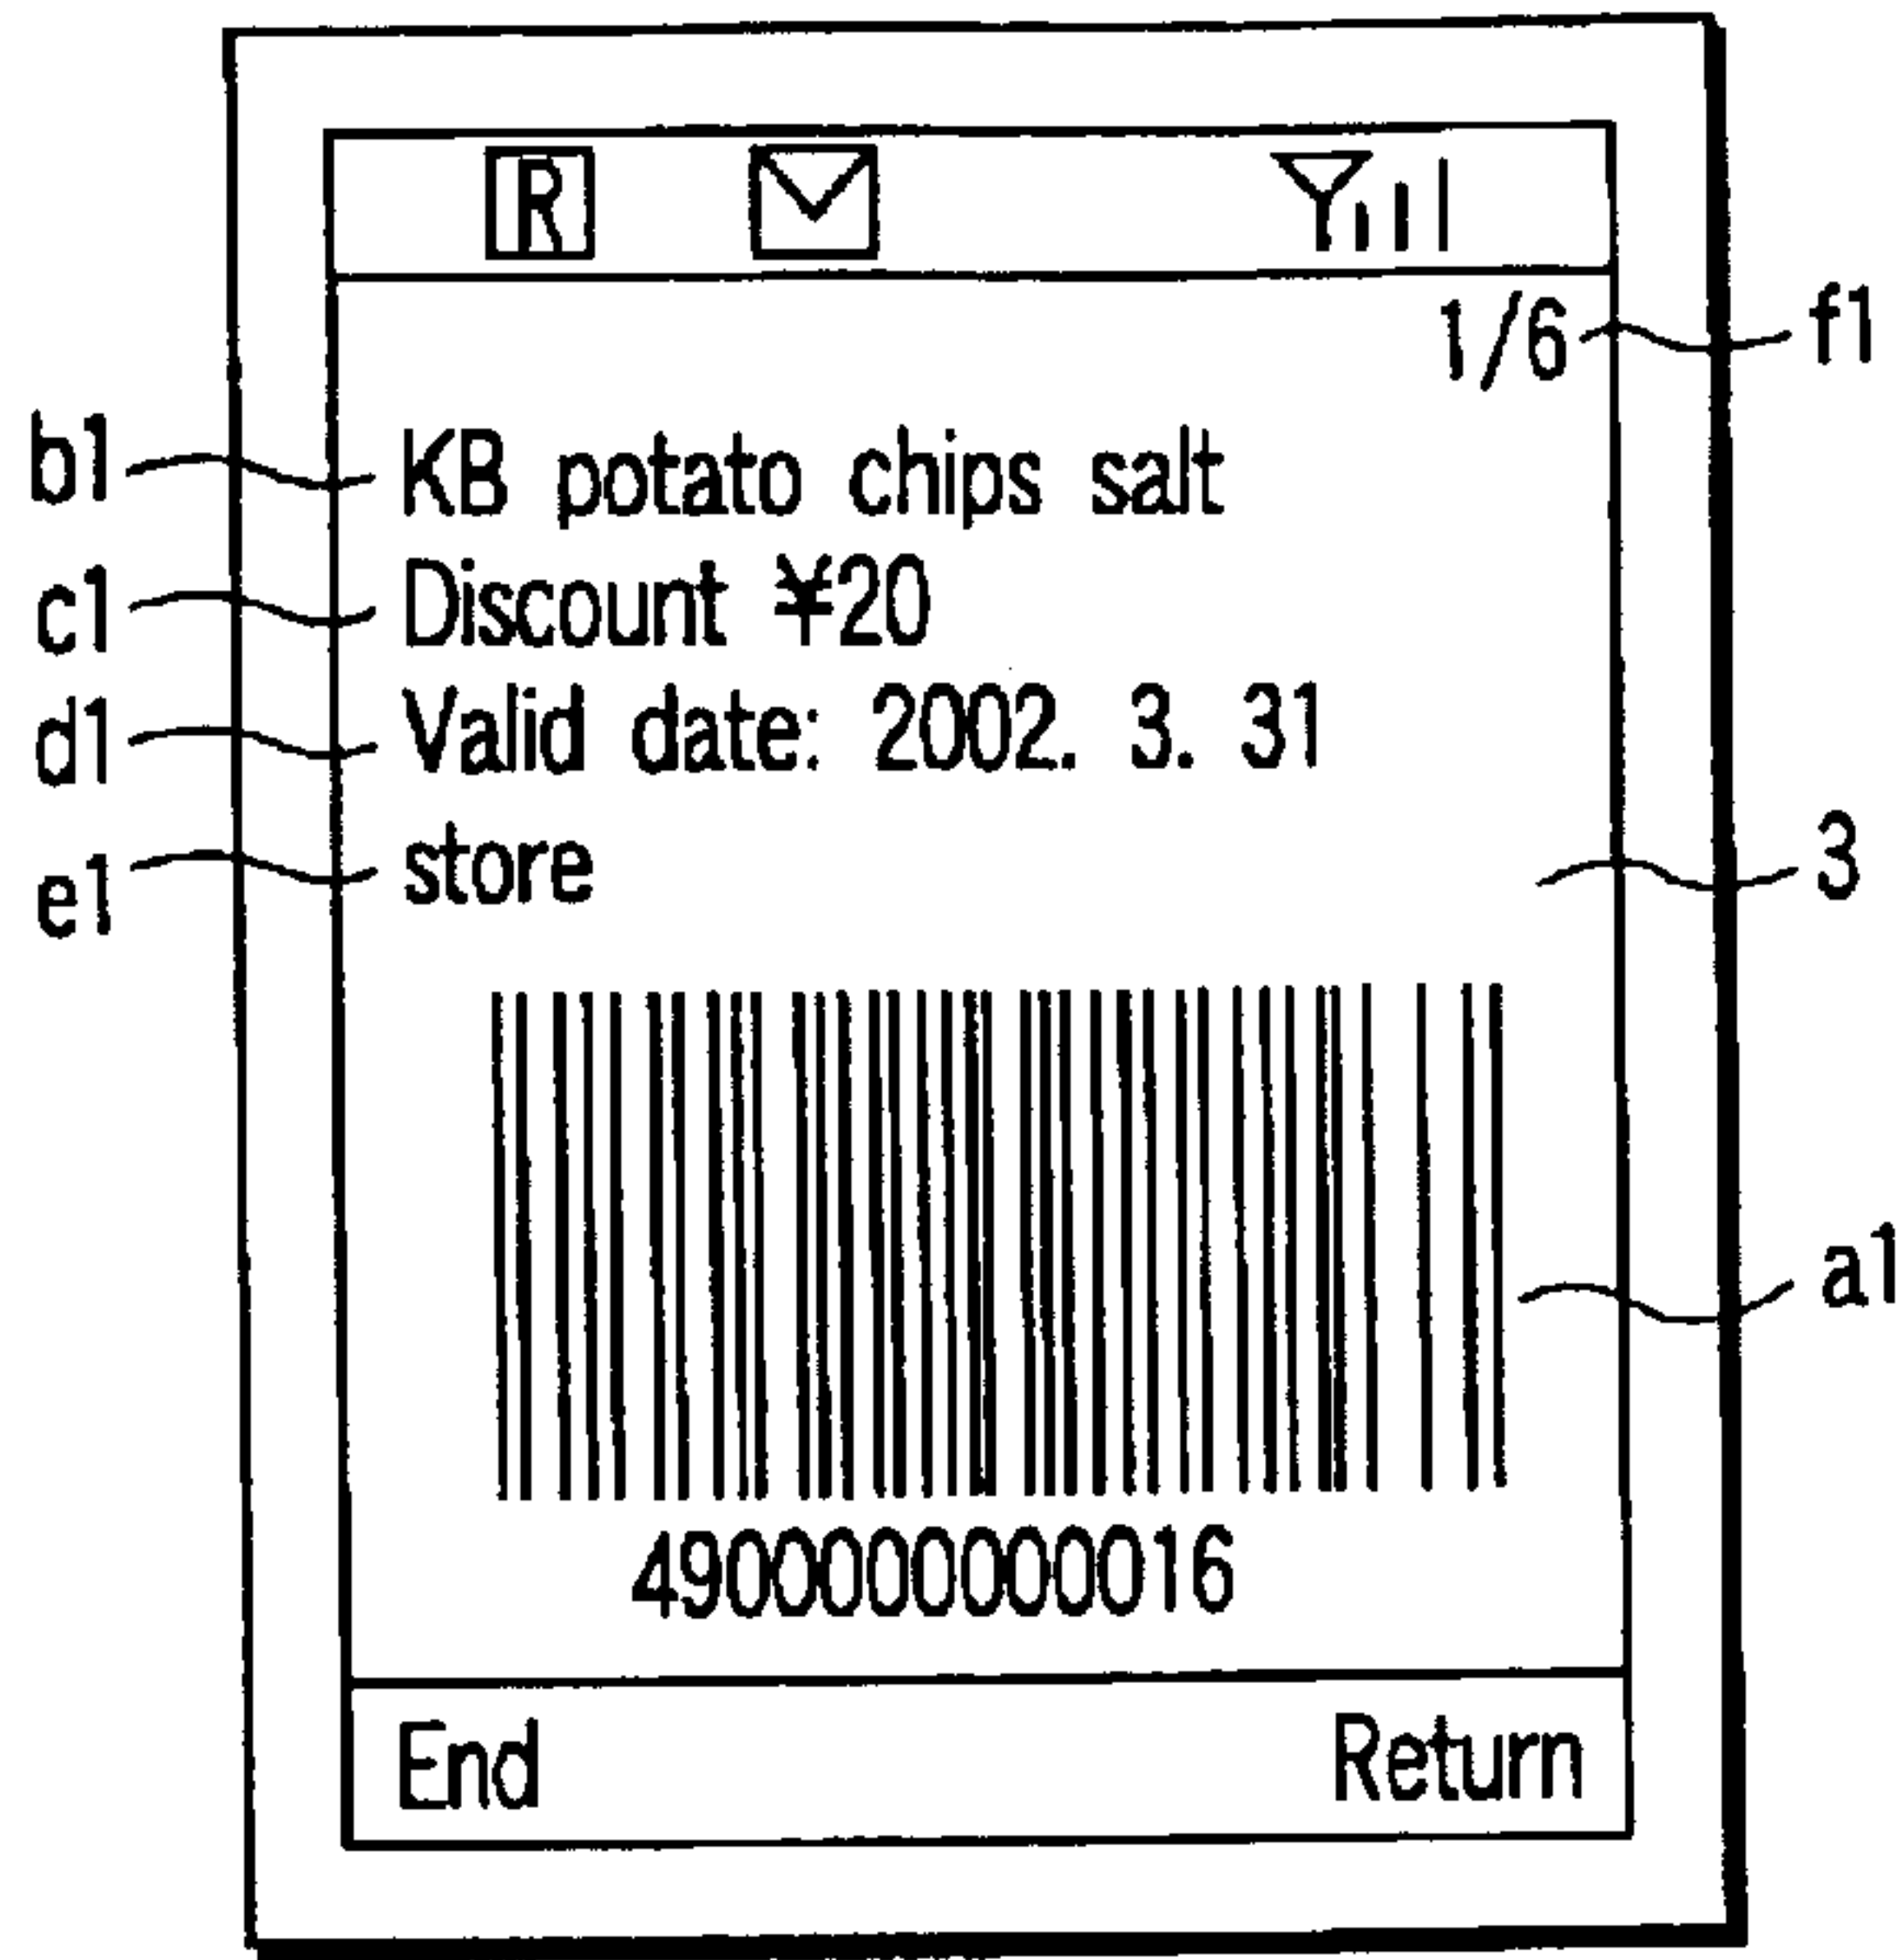 R
1/6 f1
b1 KB potato chips salt
c1 Discount ¥20
d1 Valid date: 2002. 3. 31
e1 store 3
a1
4900000000016
End Return